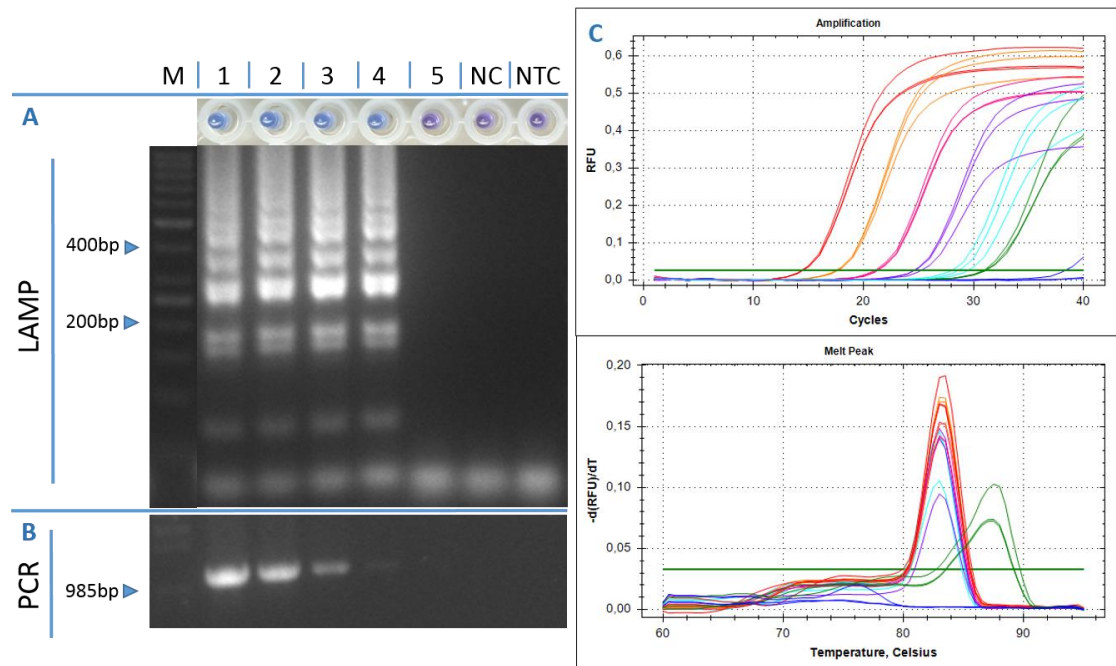 M 1 2 3 4 5 NC NTC
A
LAMP
400bp
200bp
B
PCR
985bp
C
Amplification
RFU
0,6
0,5
0,4
0,3
0,2
0,1
0,0
0 10 20 30 40
Cycles
Melt Peak
-d(RFU)/dT
0,20
0,15
0,10
0,05
0,00
60 70 80 90
Temperature, Celsius